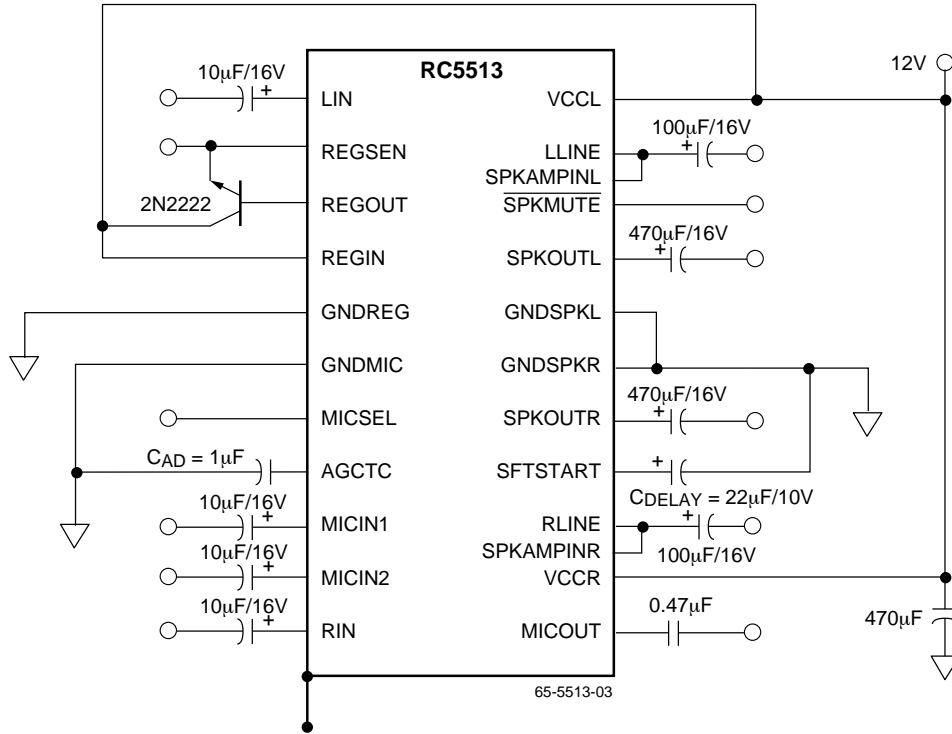 RC5513
12V
10µF/16V
+
LIN
VCCL
100µF/16V
+
REGSEN
LLINE
SPKAMPINL
2N2222
REGOUT
SPKMUTE
470µF/16V
+
REGIN
SPKOUTL
GNDREG
GNDSPKL
GNDMIC
GNDSPKR
470µF/16V
+
MICSEL
SPKOUTR
CAD = 1µF
AGCTC
SFTSTART
+
CDELAY = 22µF/10V
10µF/16V
+
MICIN1
RLINE
+
SPKAMPINR
100µF/16V
10µF/16V
+
MICIN2
VCCR
10µF/16V
+
RIN
MICOUT
0.47µF
470µF
65-5513-03